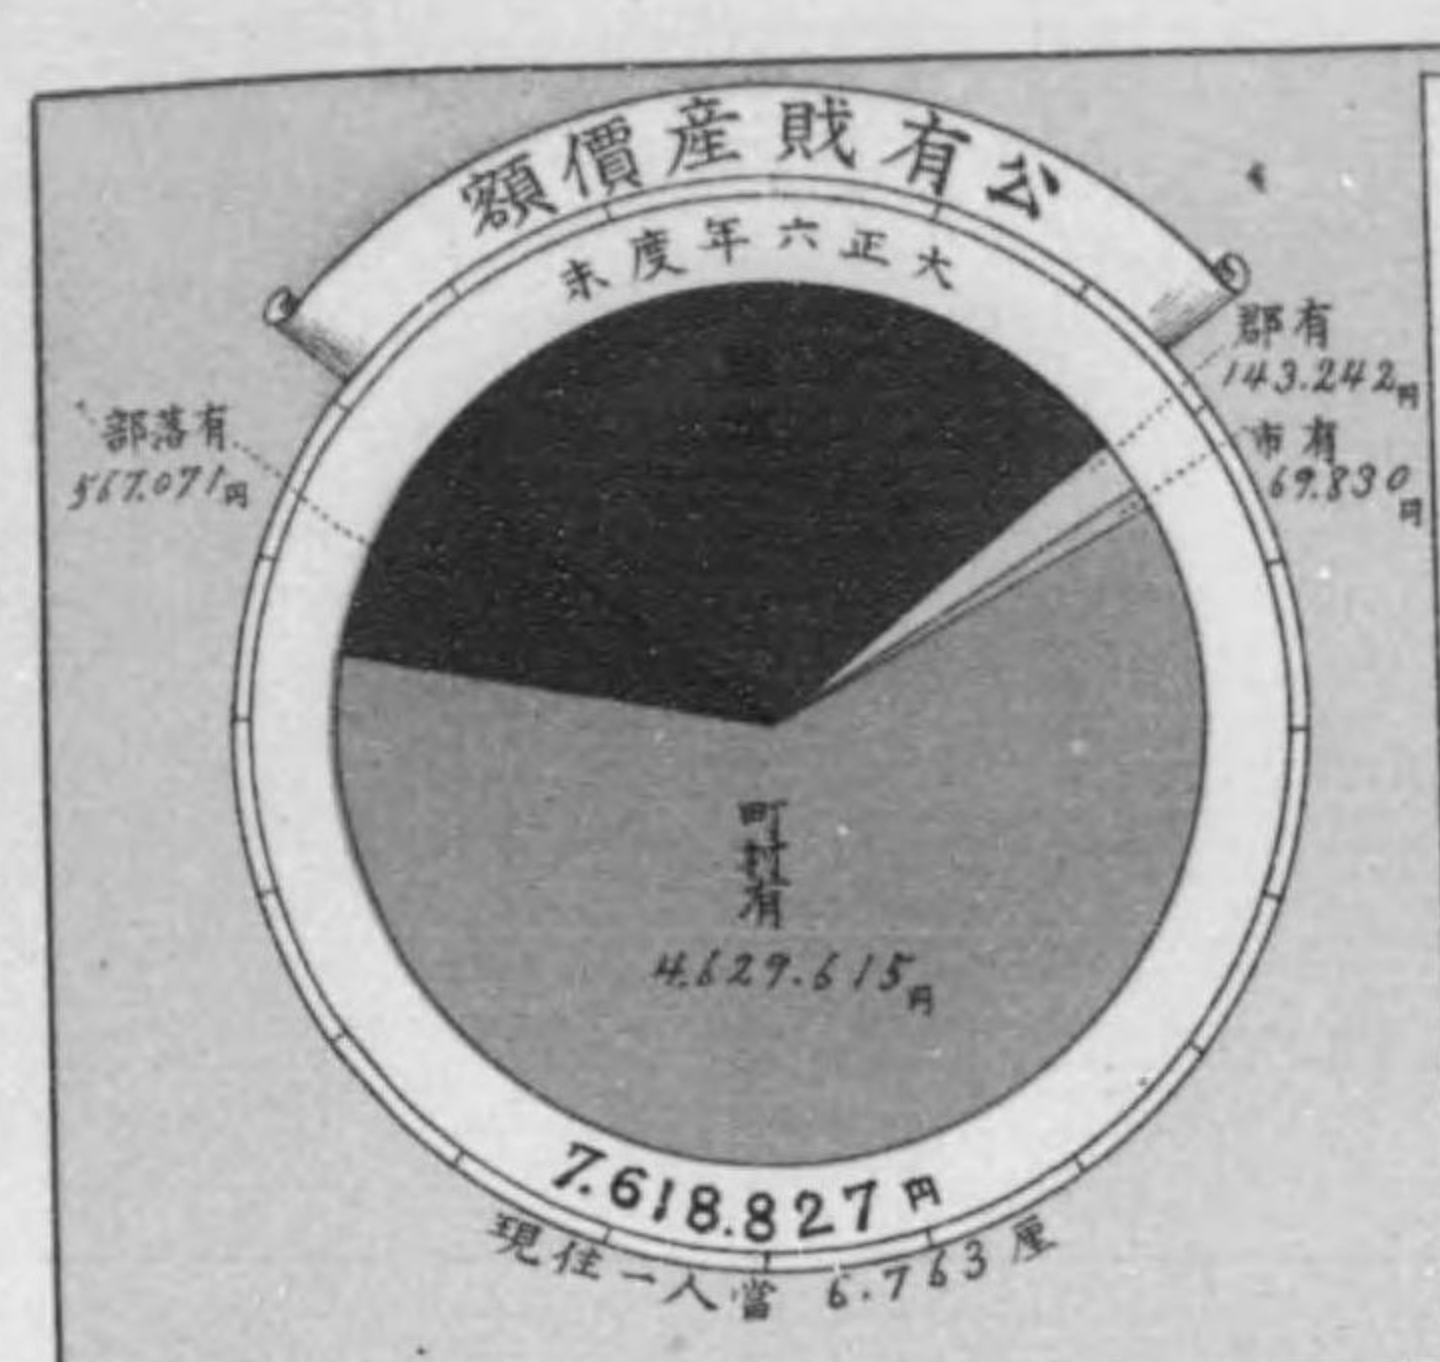 公有財産價額
大正六年度末
郡有
143.242円
市有
69.830円
部落有
567.071円
町村有
4.629.615円
7.618.827円
現住一人當 6.763厘